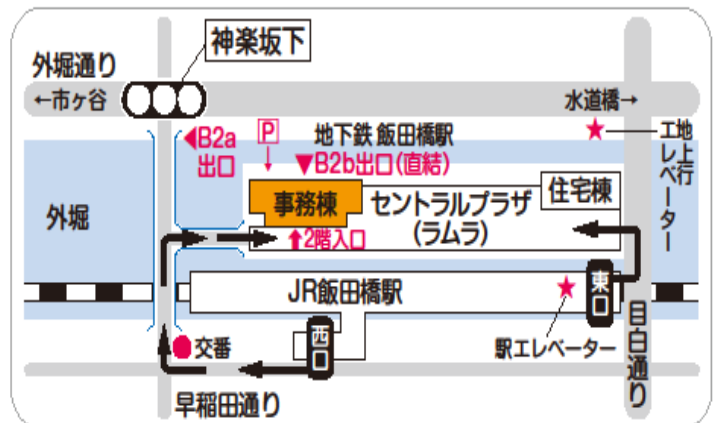 神楽坂下
外堀通り
←市ヶ谷
水道橋→
◀B2a
出口
P
地下鉄 飯田橋駅
▼B2b出口(直結)
★
地上行
エレベーター
外堀
事務棟
セントラルプラザ
(ラムラ)
住宅棟
⬆2階入口
JR飯田橋駅
★
東口
駅エレベーター
目白通り
●交番
西口
早稲田通り